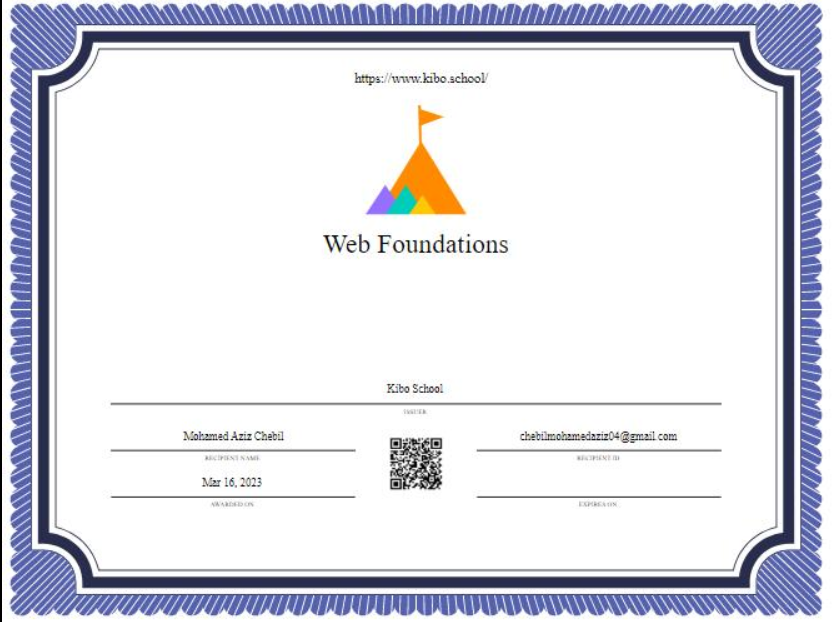 https://www.kibo.school/
Web Foundations
Kibo School
ISSUER
Mohamed Aziz Chebil
RECIPIENT NAME
chebilmohamedaziz04@gmail.com
RECIPIENT ID
Mar 16, 2023
AWARDED ON
EXPIRES ON